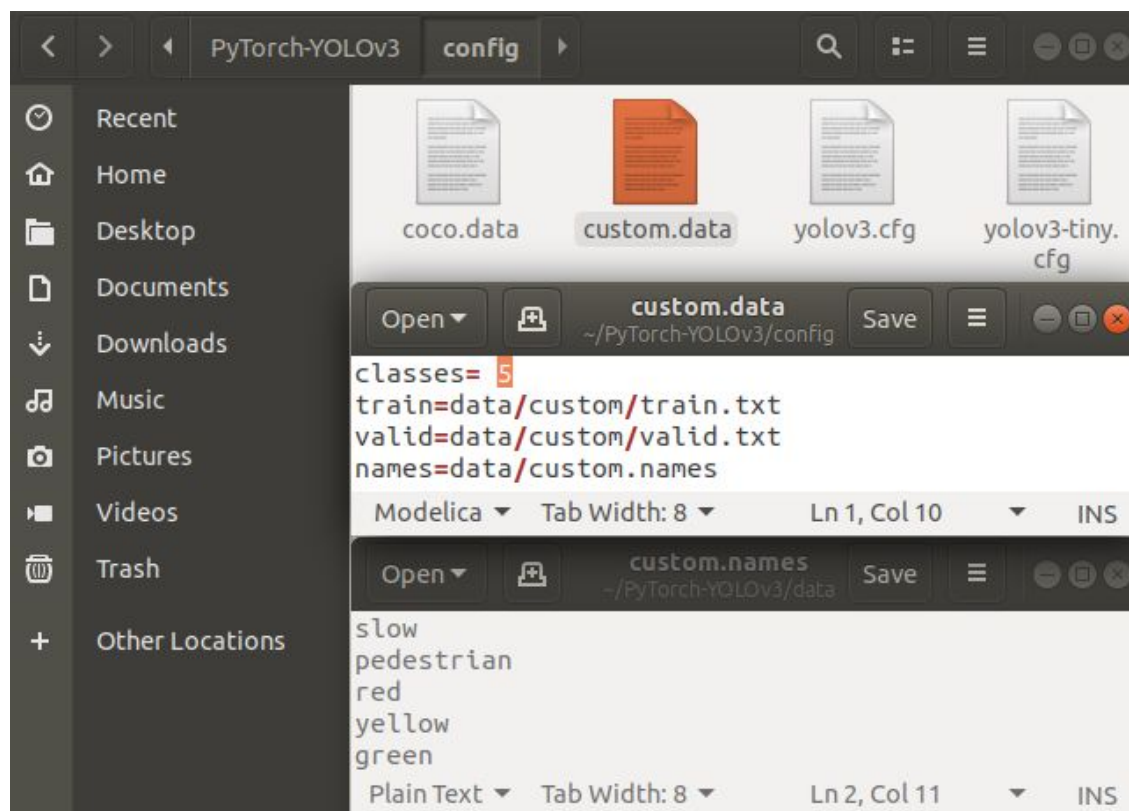 PyTorch-YOLOv3 config
Recent
Home
Desktop
Documents
Downloads
Music
Pictures
Videos
Trash
Other Locations
coco.data custom.data yolov3.cfg yolov3-tiny.
cfg
Open custom.data Save
~/PyTorch-YOLOv3/config
classes= 5
train=data/custom/train.txt
valid=data/custom/valid.txt
names=data/custom.names
Modelica Tab Width: 8 Ln 1, Col 10 INS
Open custom.names Save
~/PyTorch-YOLOv3/data
slow
pedestrian
red
yellow
green
Plain Text Tab Width: 8 Ln 2, Col 11 INS